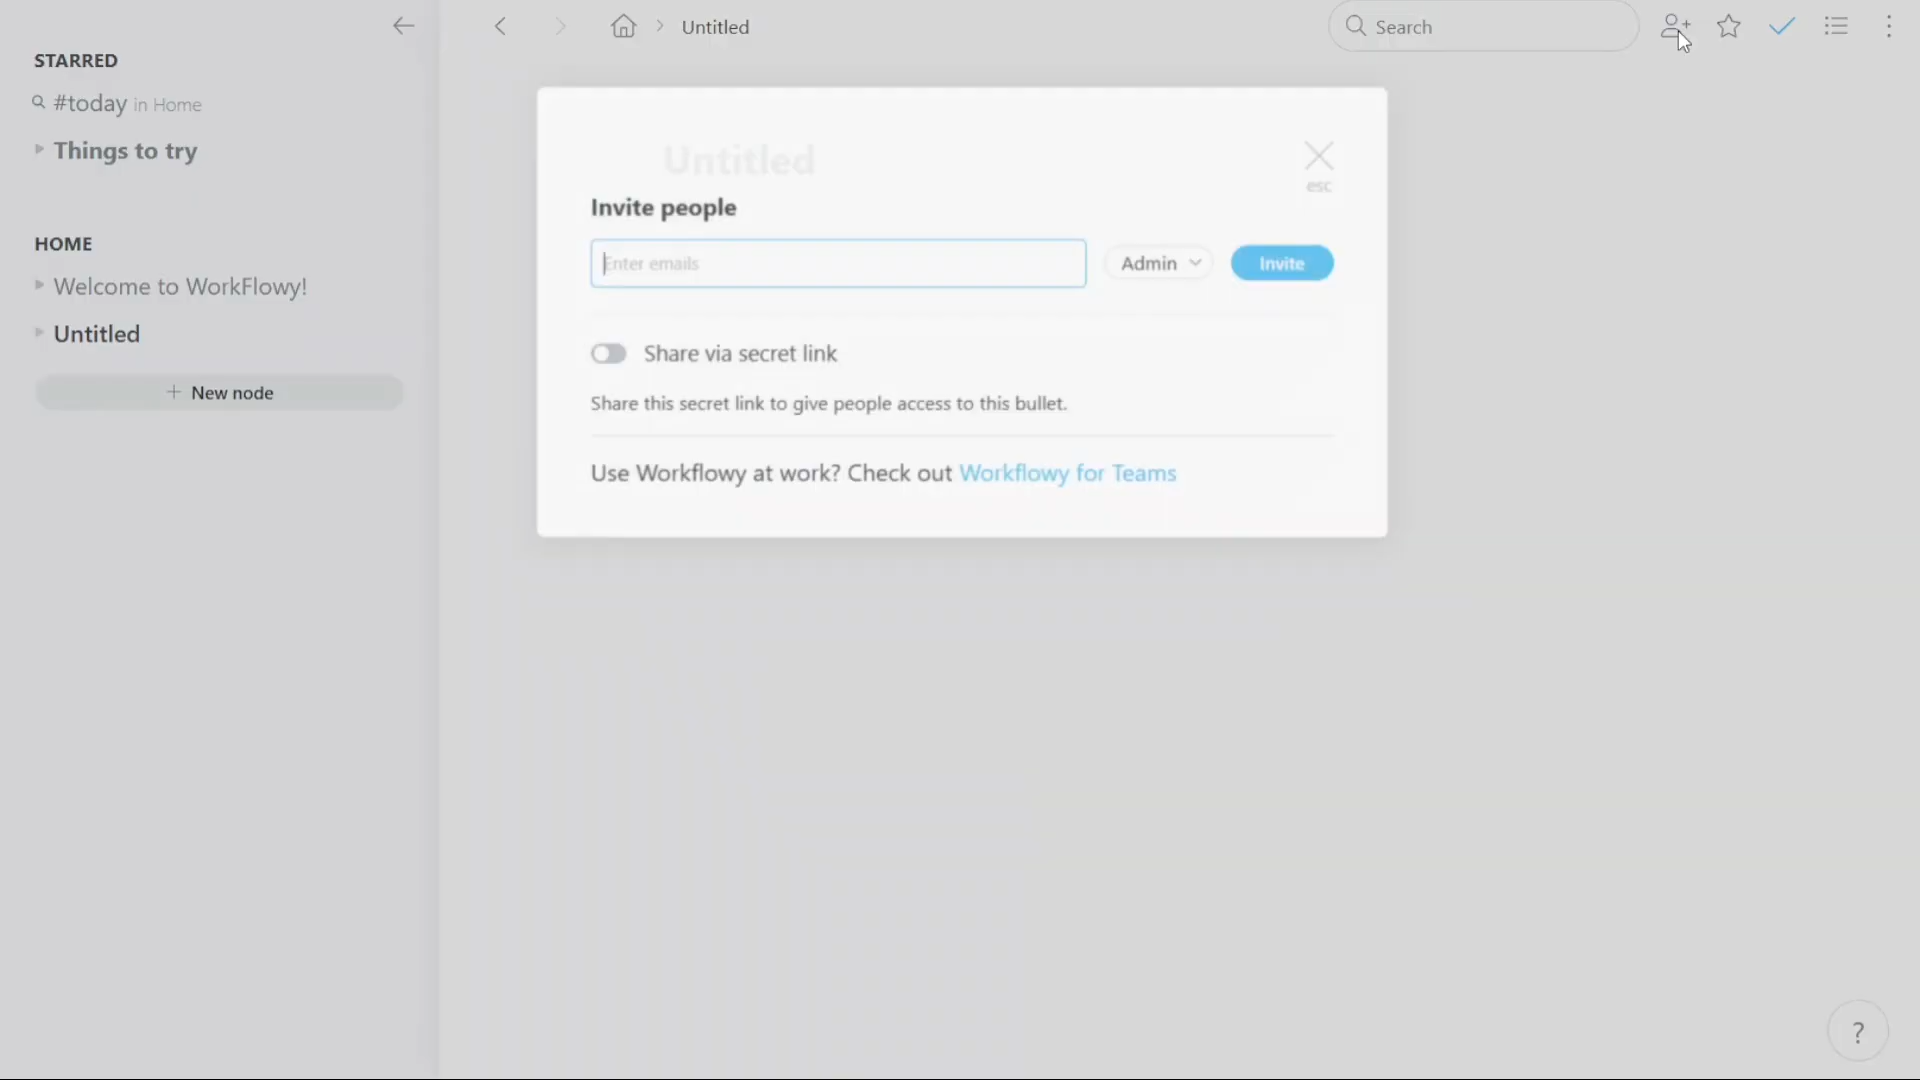 STARRED
#today in Home
Things to try
HOME
Welcome to WorkFlowy!
Untitled
+ New node
Untitled
Search
Untitled
esc
Invite people
Enter emails
Admin
Invite
Share via secret link
Share this secret link to give people access to this bullet.
Use Workflowy at work? Check out Workflowy for Teams
?